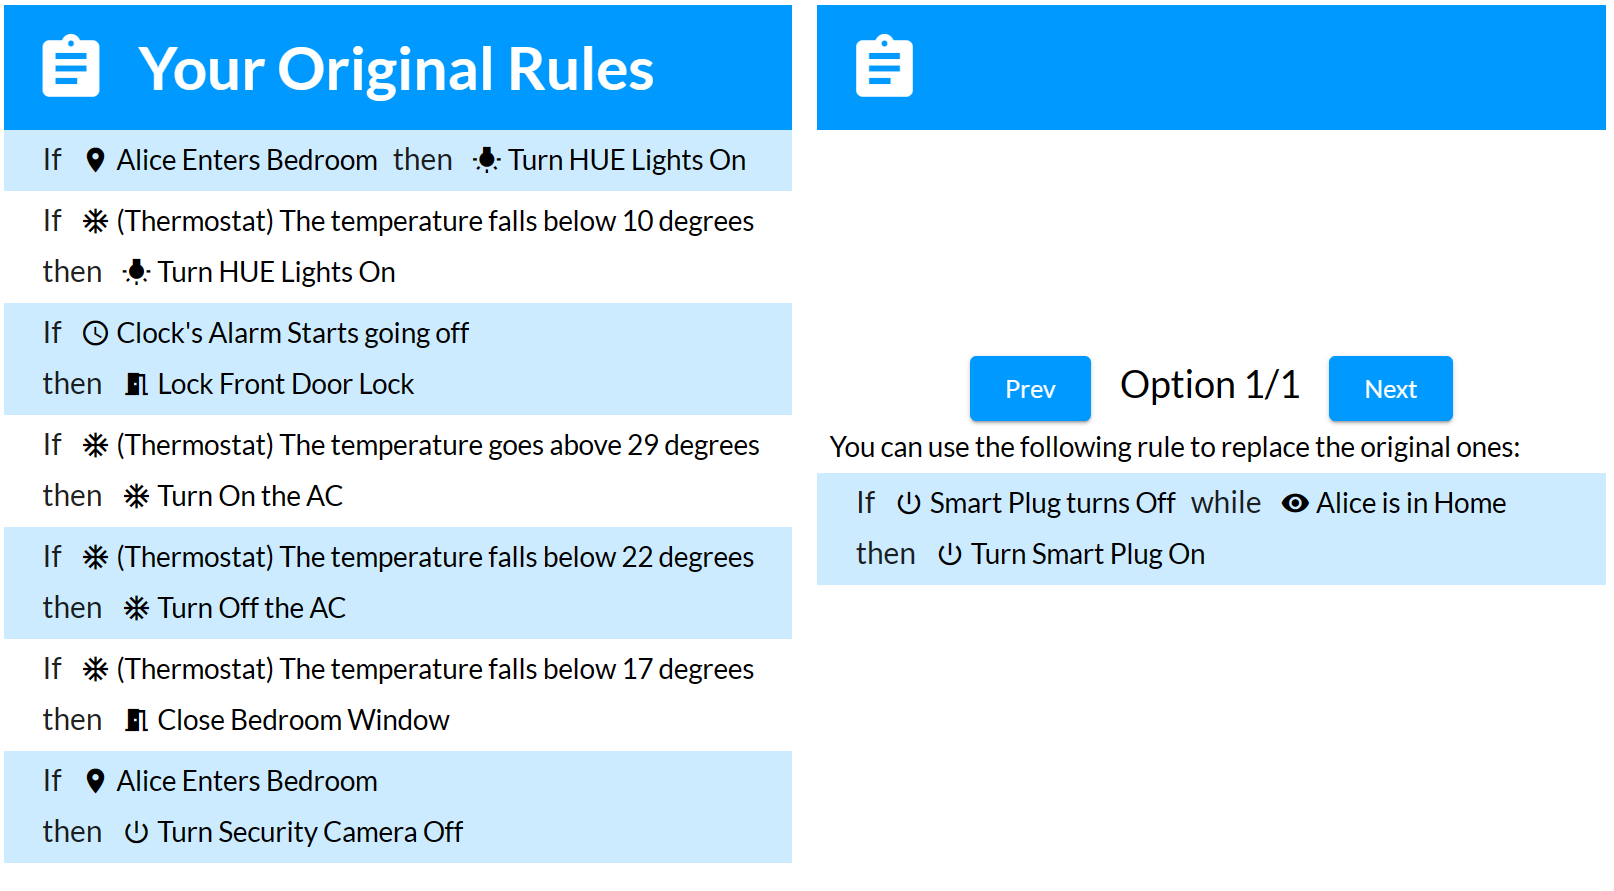 Your Original Rules
If Alice Enters Bedroom then Turn HUE Lights On
If (Thermostat) The temperature falls below 10 degrees
then Turn HUE Lights On
If Clock's Alarm Starts going off
then Lock Front Door Lock
If (Thermostat) The temperature goes above 29 degrees
then Turn On the AC
If (Thermostat) The temperature falls below 22 degrees
then Turn Off the AC
If (Thermostat) The temperature falls below 17 degrees
then Close Bedroom Window
If Alice Enters Bedroom
then Turn Security Camera Off
Prev Option 1/1 Next
You can use the following rule to replace the original ones:
If Smart Plug turns Off while Alice is in Home
then Turn Smart Plug On